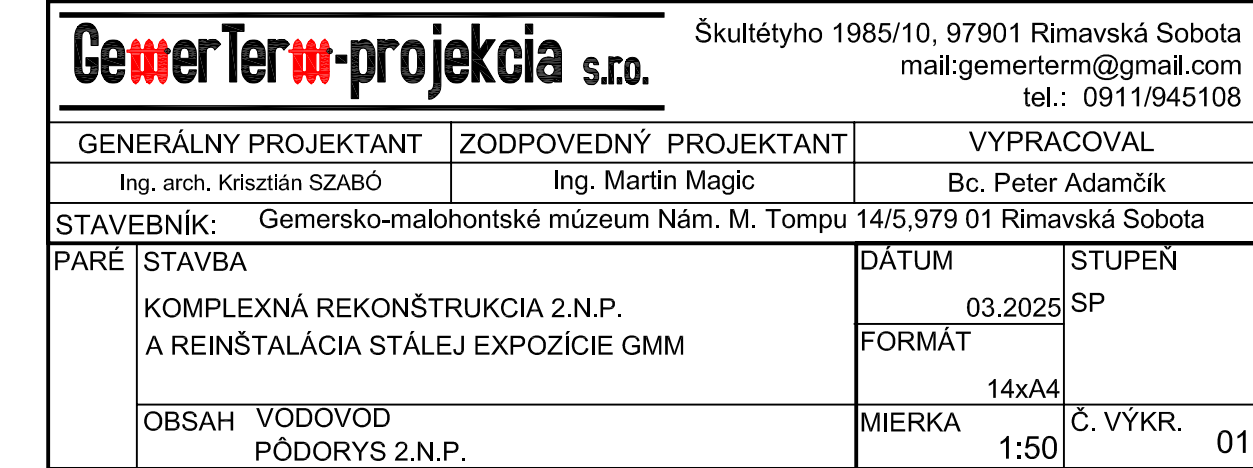 GemerTerm-projekcia s.r.o.
Škultétyho 1985/10, 97901 Rimavská Sobota
mail:gemerterm@gmail.com
tel.: 0911/945108
GENERÁLNY PROJEKTANT
ZODPOVEDNÝ PROJEKTANT
VYPRACOVAL
Ing. arch. Krisztián SZABÓ
Ing. Martin Magic
Bc. Peter Adamčík
STAVEBNÍK: Gemersko-malohontské múzeum Nám. M. Tompu 14/5,979 01 Rimavská Sobota
PARÉ
STAVBA
KOMPLEXNÁ REKONŠTRUKCIA 2.N.P.
A REINŠTALÁCIA STÁLEJ EXPOZÍCIE GMM
DÁTUM
03.2025
STUPEŇ
SP
FORMÁT
14xA4
OBSAH VODOVOD
PÔDORYS 2.N.P.
MIERKA
1:50
Č. VÝKR.
01